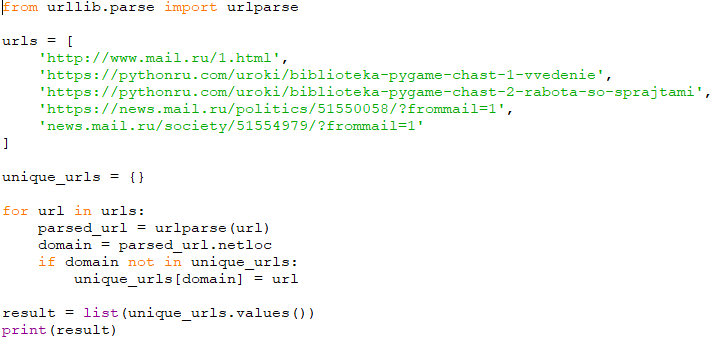 from urllib.parse import urlparse

urls = [
    'http://www.mail.ru/1.html',
    'https://pythonru.com/uroki/biblioteka-pygame-chast-1-vvedenie',
    'https://pythonru.com/uroki/biblioteka-pygame-chast-2-rabota-so-sprajtami',
    'https://news.mail.ru/politics/51550058/?frommail=1',
    'news.mail.ru/society/51554979/?frommail=1'
]

unique_urls = {}

for url in urls:
    parsed_url = urlparse(url)
    domain = parsed_url.netloc
    if domain not in unique_urls:
        unique_urls[domain] = url

result = list(unique_urls.values())
print(result)